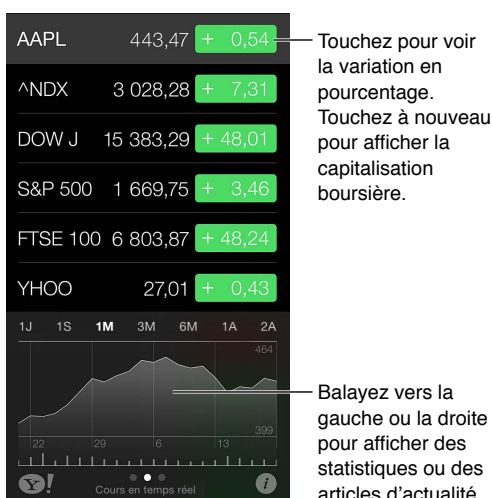 AAPL 443,47 + 0,54
^NDX 3 028,28 + 7,31
DOW J 15 383,29 + 48,01
S&P 500 1 669,75 + 3,46
FTSE 100 6 803,87 + 48,24
YHOO 27,01 + 0,43
1J 1S 1M 3M 6M 1A 2A
464
399
22 29 6 13
Y! Cours en temps réel i
Touchez pour voir
la variation en
pourcentage.
Touchez à nouveau
pour afficher la
capitalisation
boursière.
Balayez vers la
gauche ou la droite
pour afficher des
statistiques ou des
articles d'actualité